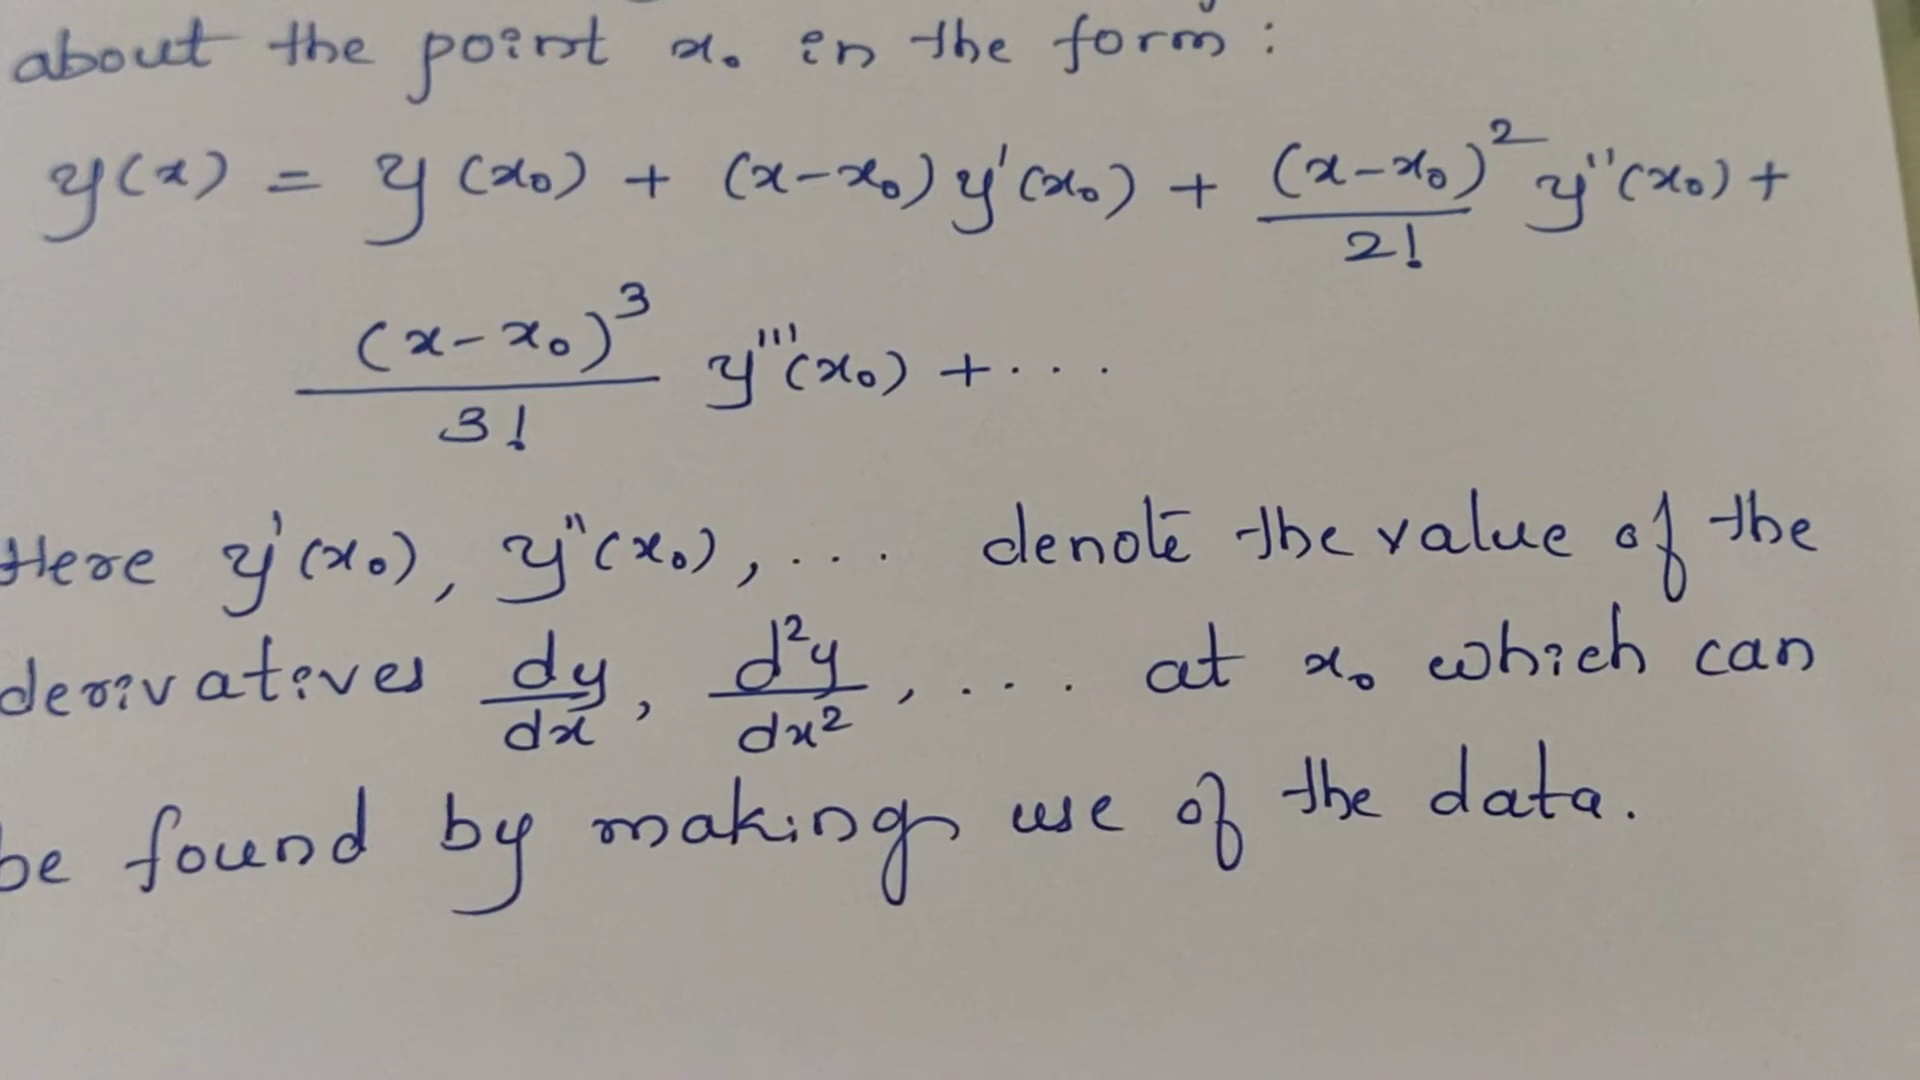 about the point x₀ in the form :
y(x) = y(x₀) + (x-x₀) y'(x₀) + (x-x₀)²/2! y''(x₀) +
(x-x₀)³/3! y'''(x₀) + ....
Here y'(x₀), y''(x₀), ... denote the value of the
derivatives dy/dx, d²y/dx², .... at x₀ which can
be found by making use of the data.